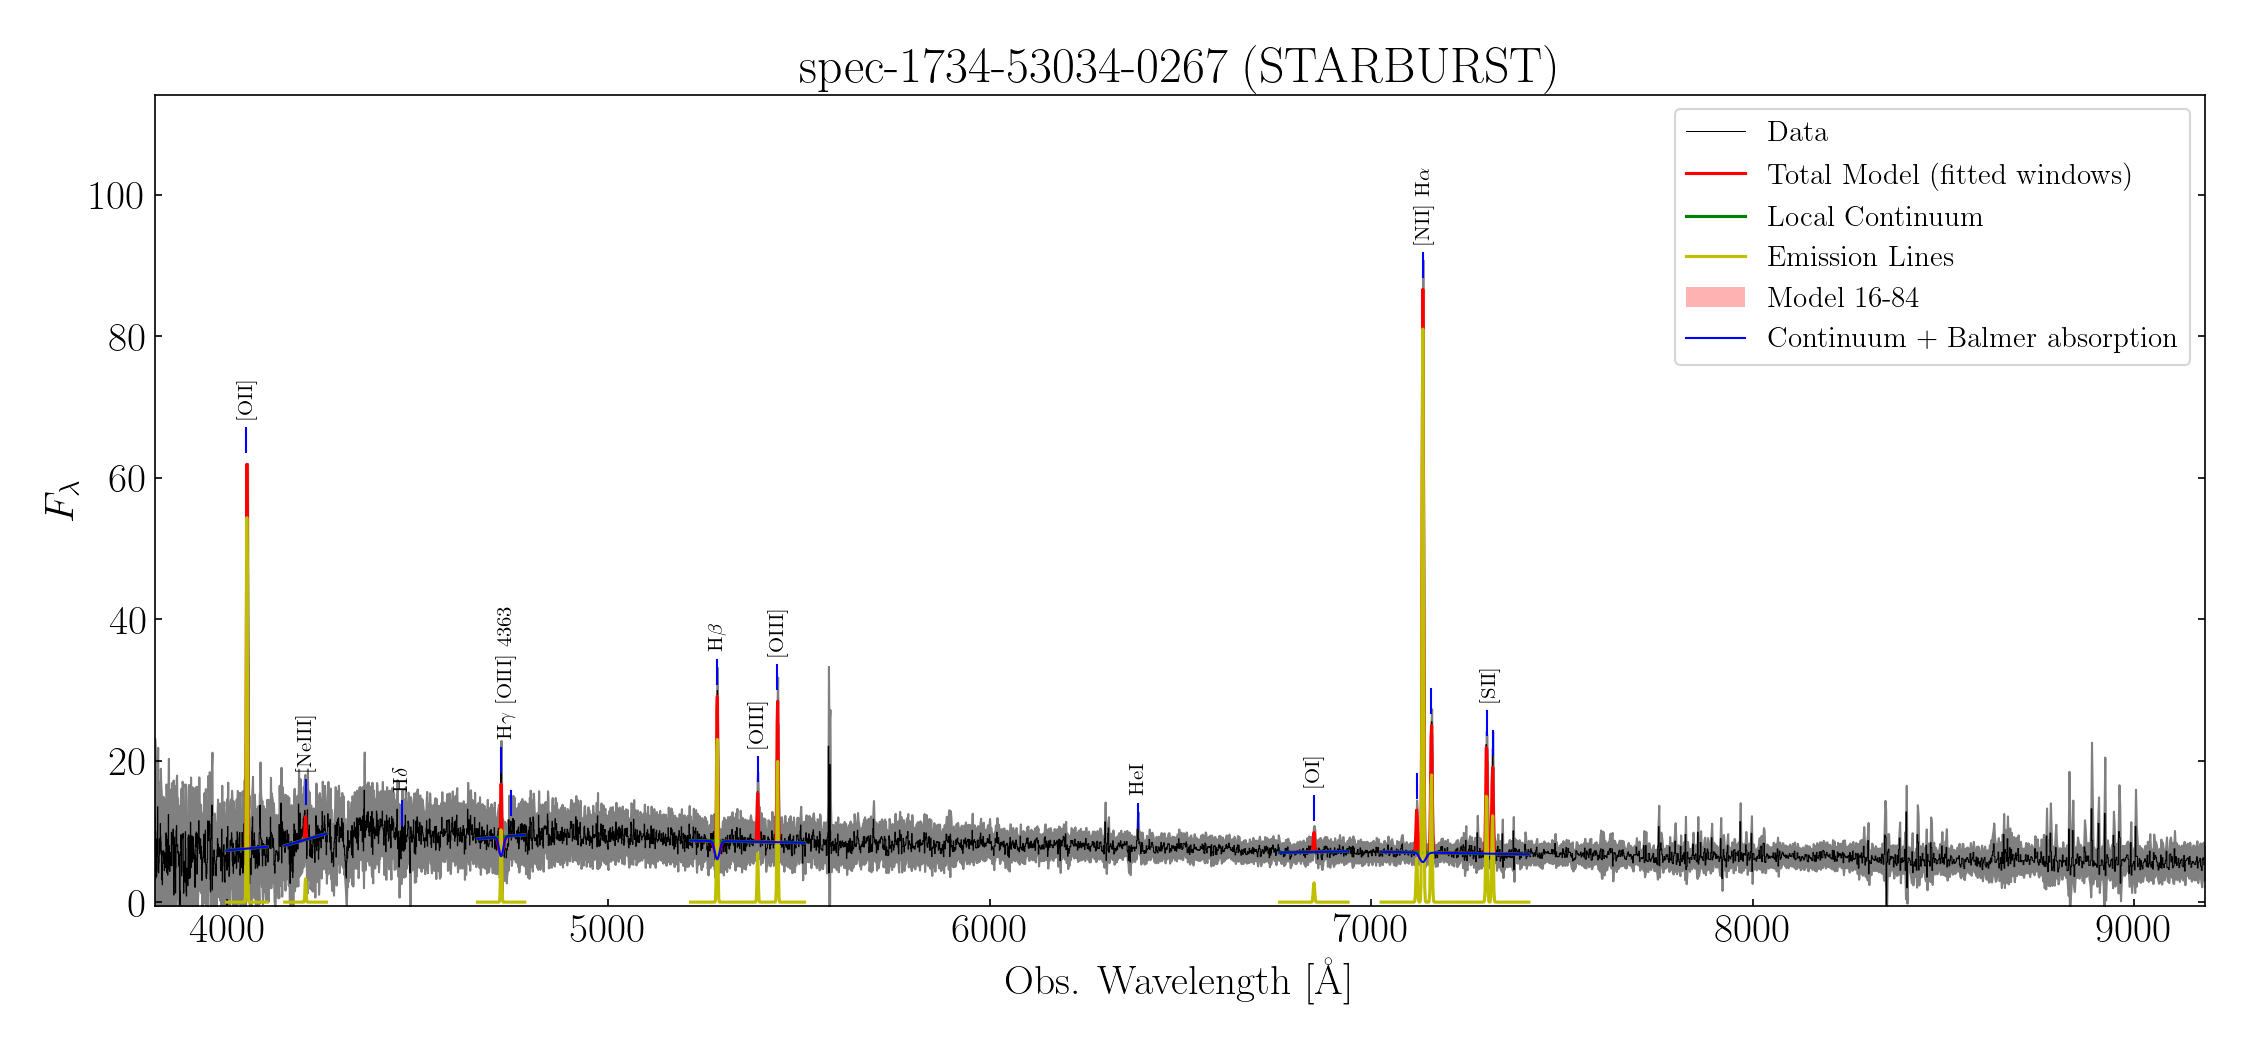 spec-1734-53034-0267 (STARBURST)
Data
Total Model (fitted windows)
Local Continuum
Emission Lines
Model 16-84
Continuum + Balmer absorption
[OII]
[NeIII]
Hδ
Hγ [OIII] 4363
Hβ
[OIII]
[OIII]
HeI
[OI]
[NII] Hα
[SII]
100
80
60
40
20
0
F_λ
4000
5000
6000
7000
8000
9000
Obs. Wavelength [Å]